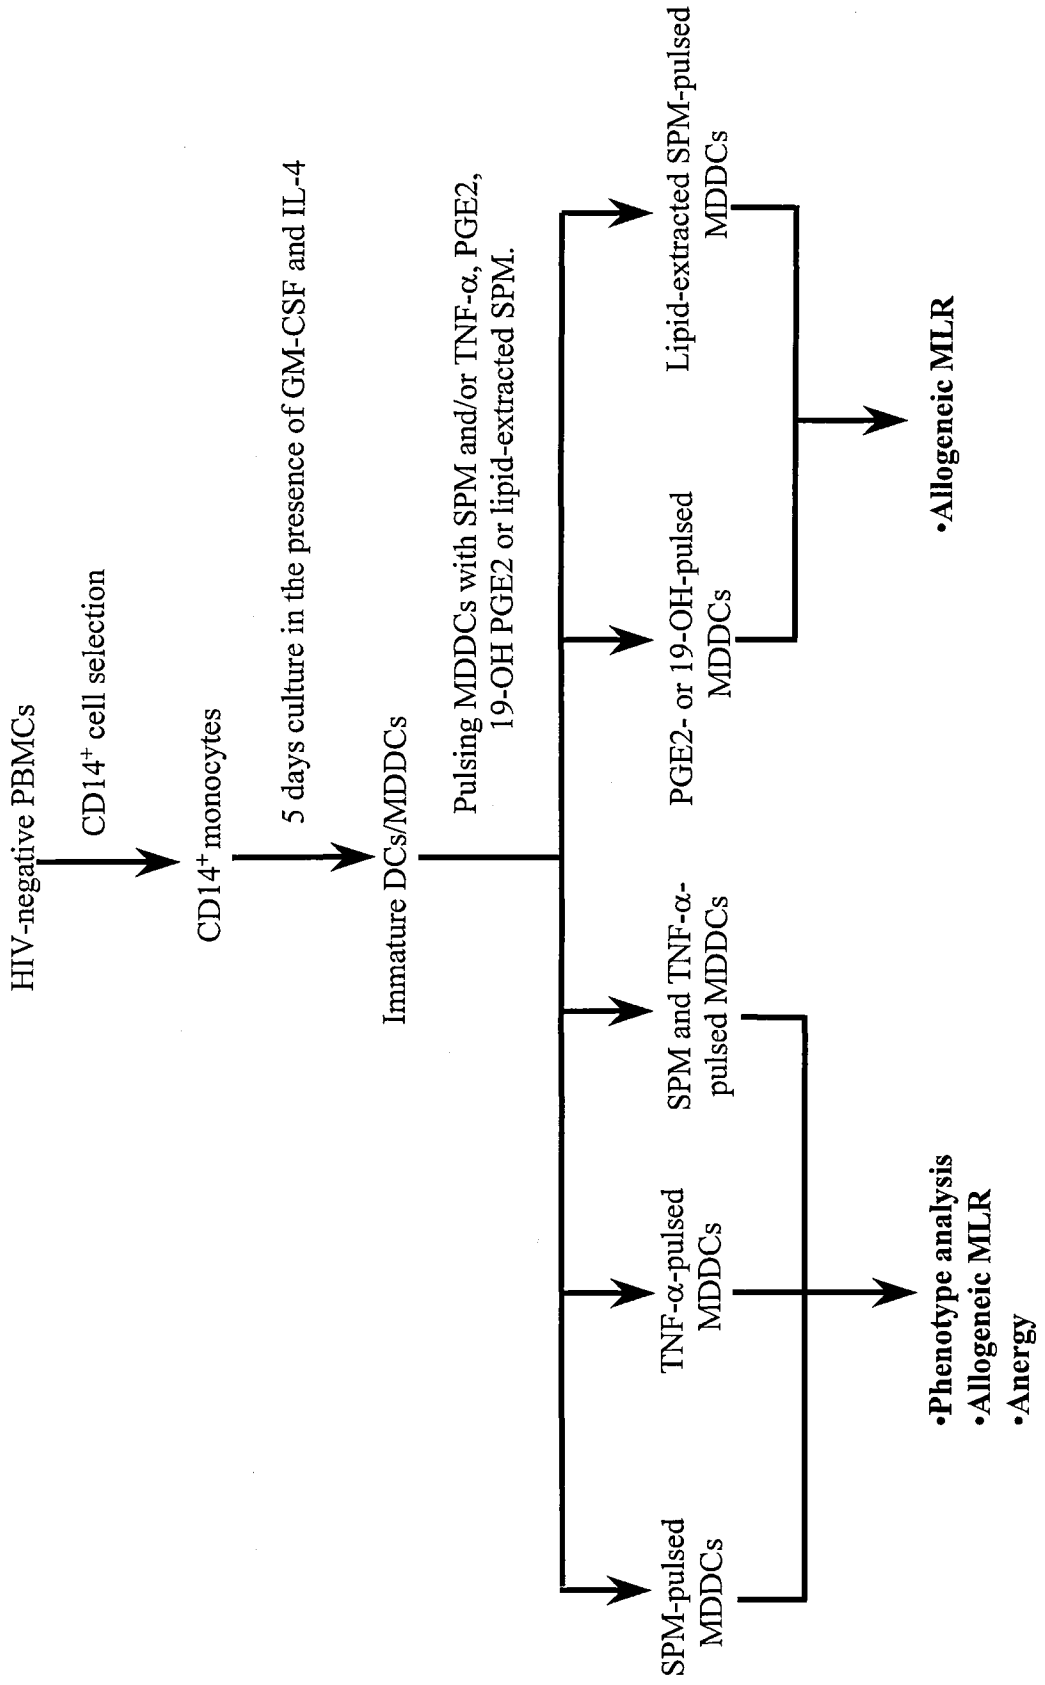 HIV-negative PBMCs
CD14+ cell selection
CD14+ monocytes
5 days culture in the presence of GM-CSF and IL-4
Immature DCs/MDDCs
Pulsing MDDCs with SPM and/or TNF-α, PGE2,
19-OH PGE2 or lipid-extracted SPM.
SPM-pulsed
MDDCs
TNF-α-pulsed
MDDCs
SPM and TNF-α-
pulsed MDDCs
PGE2- or 19-OH-pulsed
MDDCs
Lipid-extracted SPM-pulsed
MDDCs
•Phenotype analysis
•Allogeneic MLR
•Anergy
•Allogeneic MLR